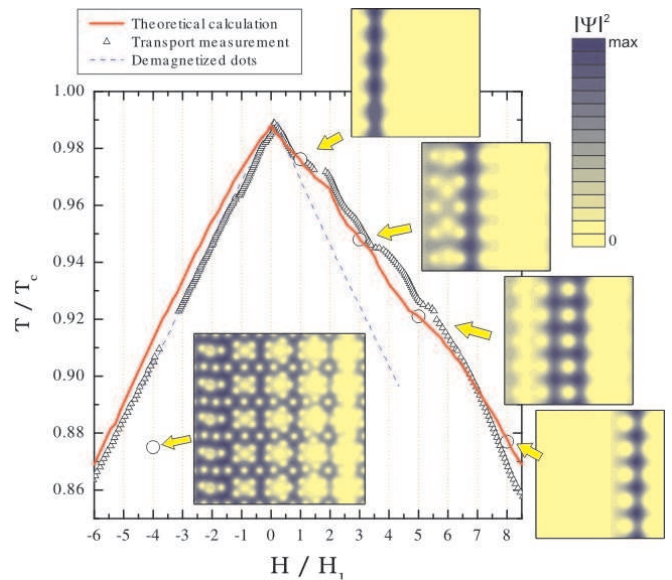 Theoretical calculation
Transport measurement
Demagnetized dots
|Ψ|²
max
0
1.00
0.98
0.96
0.94
0.92
0.90
0.88
0.86
T / T_c
-6 -5 -4 -3 -2 -1 0 1 2 3 4 5 6 7 8
H / H₁